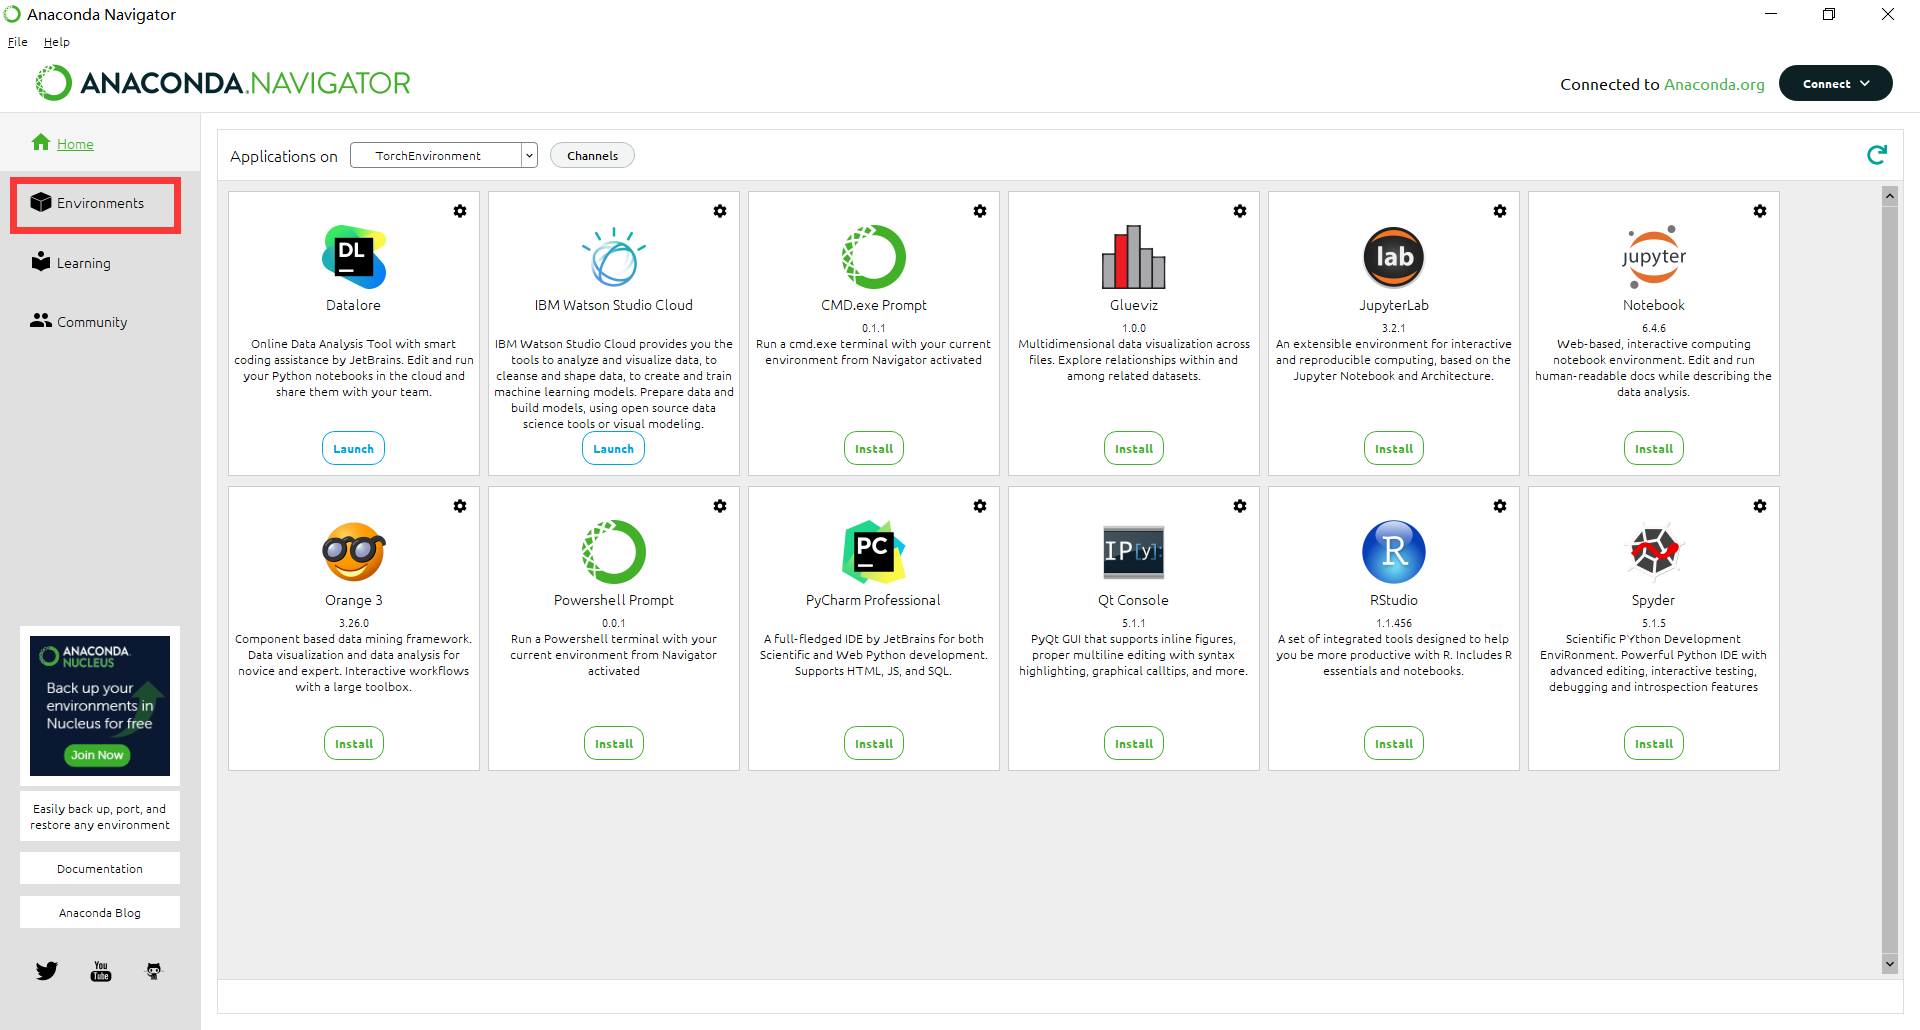 Anaconda Navigator
File Help
ANACONDA.NAVIGATOR
Connected to Anaconda.org Connect
Home
Environments
Learning
Community
Applications on TorchEnvironment Channels
DL
Datalore
Online Data Analysis Tool with smart
coding assistance by JetBrains. Edit and run
your Python notebooks in the cloud and
share them with your team.
Launch
IBM Watson Studio Cloud
IBM Watson Studio Cloud provides you the
tools to analyze and visualize data, to
cleanse and shape data, to create and train
machine learning models. Prepare data and
build models, using open source data
science tools or visual modeling.
Launch
CMD.exe Prompt
0.1.1
Run a cmd.exe terminal with your current
environment from Navigator activated
Install
Glueviz
1.0.0
Multidimensional data visualization across
files. Explore relationships within and
among related datasets.
Install
lab
JupyterLab
3.2.1
An extensible environment for interactive
and reproducible computing, based on the
Jupyter Notebook and Architecture.
Install
jupyter
Notebook
6.4.6
Web-based, interactive computing
notebook environment. Edit and run
human-readable docs while describing the
data analysis.
Install
Orange 3
3.26.0
Component based data mining framework.
Data visualization and data analysis for
novice and expert. Interactive workflows
with a large toolbox.
Install
Powershell Prompt
0.0.1
Run a Powershell terminal with your
current environment from Navigator
activated
Install
PC
PyCharm Professional
A full-fledged IDE by JetBrains for both
Scientific and Web Python development.
Supports HTML, JS, and SQL.
Install
IP[y]:
Qt Console
5.1.1
PyQt GUI that supports inline figures,
proper multiline editing with syntax
highlighting, graphical calltips, and more.
Install
R
RStudio
1.1.456
A set of integrated tools designed to help
you be more productive with R. Includes R
essentials and notebooks.
Install
Spyder
5.1.5
Scientific PYthon Development
EnviRonment. Powerful Python IDE with
advanced editing, interactive testing,
debugging and introspection features
Install
ANACONDA.
NUCLEUS
Back up your
environments in
Nucleus for free
Join Now
Easily back up, port, and
restore any environment
Documentation
Anaconda Blog
You
Tube